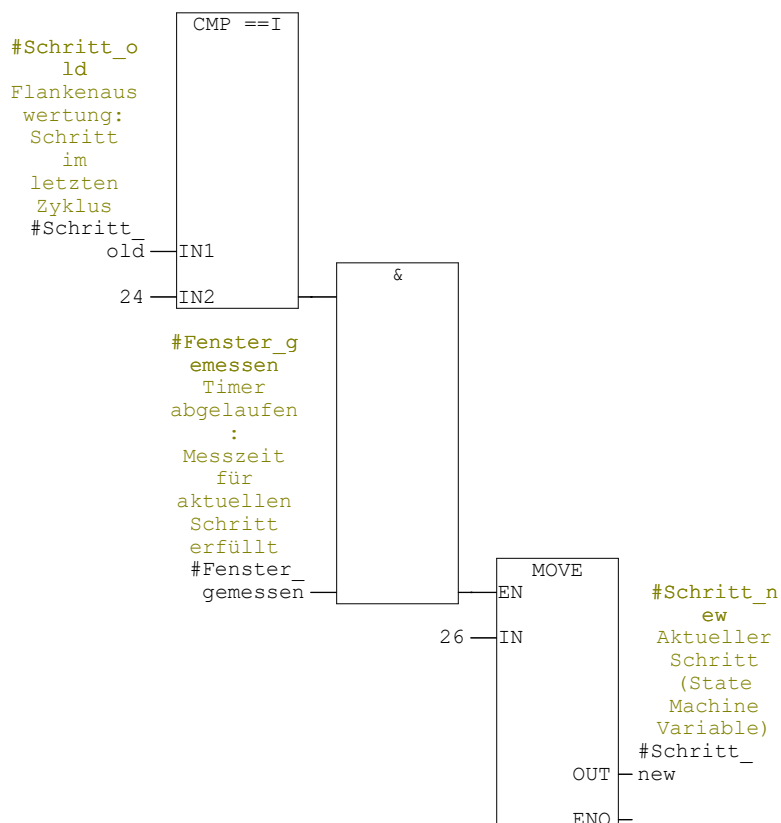 CMP ==I
#Schritt_o
ld
Flankenaus
wertung:
Schritt
im
letzten
Zyklus
#Schritt_
old
IN1
24
IN2
&
#Fenster_g
emessen
Timer
abgelaufen
:
Messzeit
für
aktuellen
Schritt
erfüllt
#Fenster_
gemessen
MOVE
EN
26
IN
#Schritt_n
ew
Aktueller
Schritt
(State
Machine
Variable)
#Schritt_
OUT
new
ENO